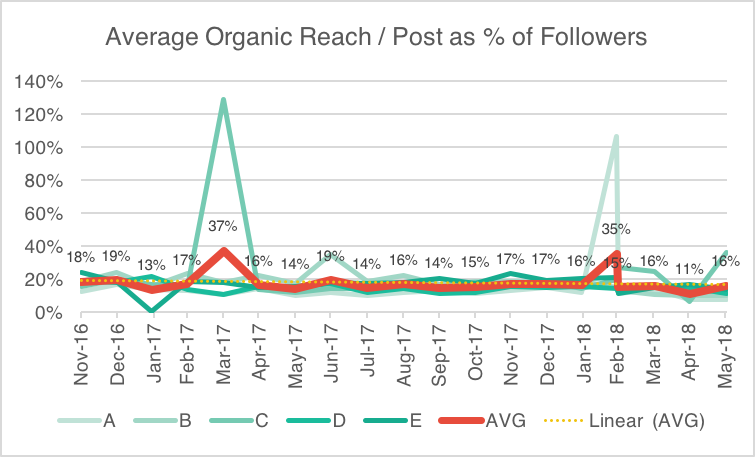 Average Organic Reach / Post as % of Followers
140%
120%
100%
80%
60%
40%
20%
0%
18% 19% 13% 17% 37% 16% 14% 19% 14% 16% 14% 15% 17% 17% 16% 35% 15% 16% 11% 16%
Nov-16 Dec-16 Jan-17 Feb-17 Mar-17 Apr-17 May-17 Jun-17 Jul-17 Aug-17 Sep-17 Oct-17 Nov-17 Dec-17 Jan-18 Feb-18 Mar-18 Apr-18 May-18
A B C D E AVG Linear (AVG)